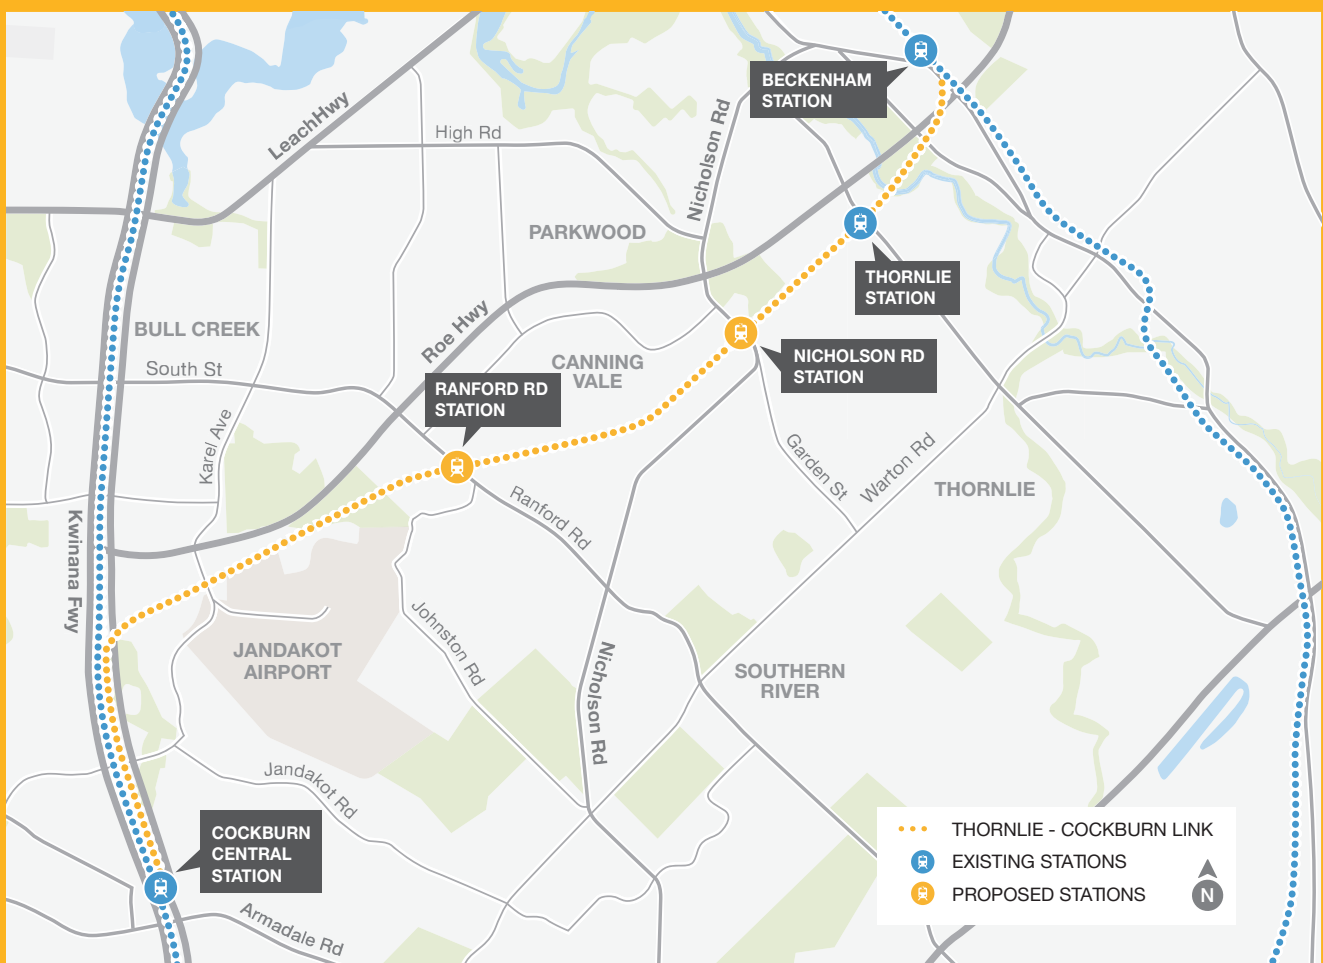 BECKENHAM
STATION
LeachHwy
High Rd
Nicholson Rd
PARKWOOD
THORNLIE
STATION
BULL CREEK
Roe Hwy
South St
CANNING
VALE
NICHOLSON RD
STATION
RANFORD RD
STATION
Karel Ave
Garden St
Warton Rd
THORNLIE
Ranford Rd
Kwinana Fwy
Johnston Rd
JANDAKOT
AIRPORT
Nicholson Rd
SOUTHERN
RIVER
Jandakot Rd
COCKBURN
CENTRAL
STATION
Armadale Rd
THORNLIE - COCKBURN LINK
EXISTING STATIONS
PROPOSED STATIONS
N